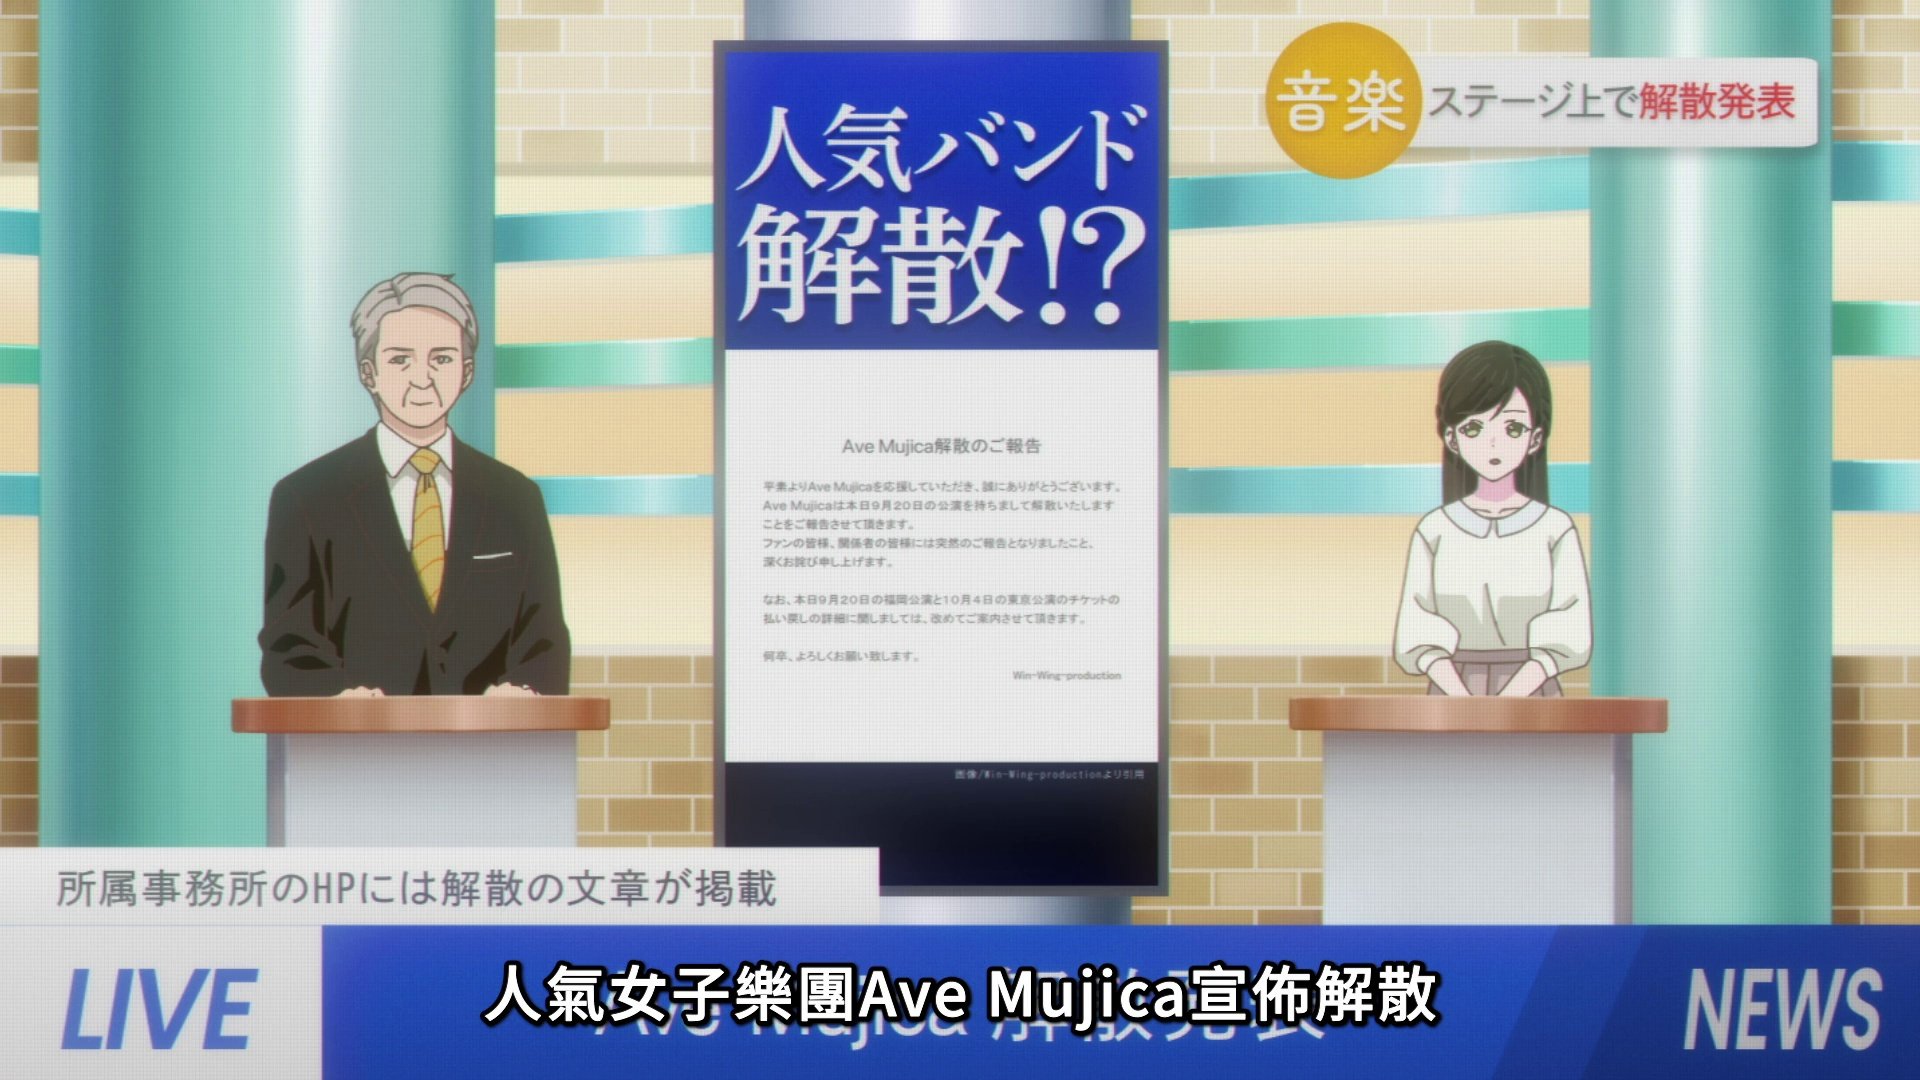 音楽
ステージ上で解散発表
人気バンド
解散!?
Ave Mujica解散のご報告
平素よりAve Mujicaを応援していただき、誠にありがとうございます。
Ave Mujicaは本日9月20日の公演を持ちまして解散いたします
ことをご報告させて頂きます。
ファンの皆様、関係者の皆様には突然のご報告となりましたこと、
深くお詫び申し上げます。
なお、本日9月20日の福岡公演と10月4日の東京公演のチケットの
払い戻しの詳細に関しましては、改めてご案内させて頂きます。
何卒、よろしくお願い致します。
Win-Wing-production
画像/Win-Wing-productionより引用
所属事務所のHPには解散の文章が掲載
LIVE
Ave Mujica 解散発表
人氣女子樂團Ave Mujica宣佈解散
NEWS